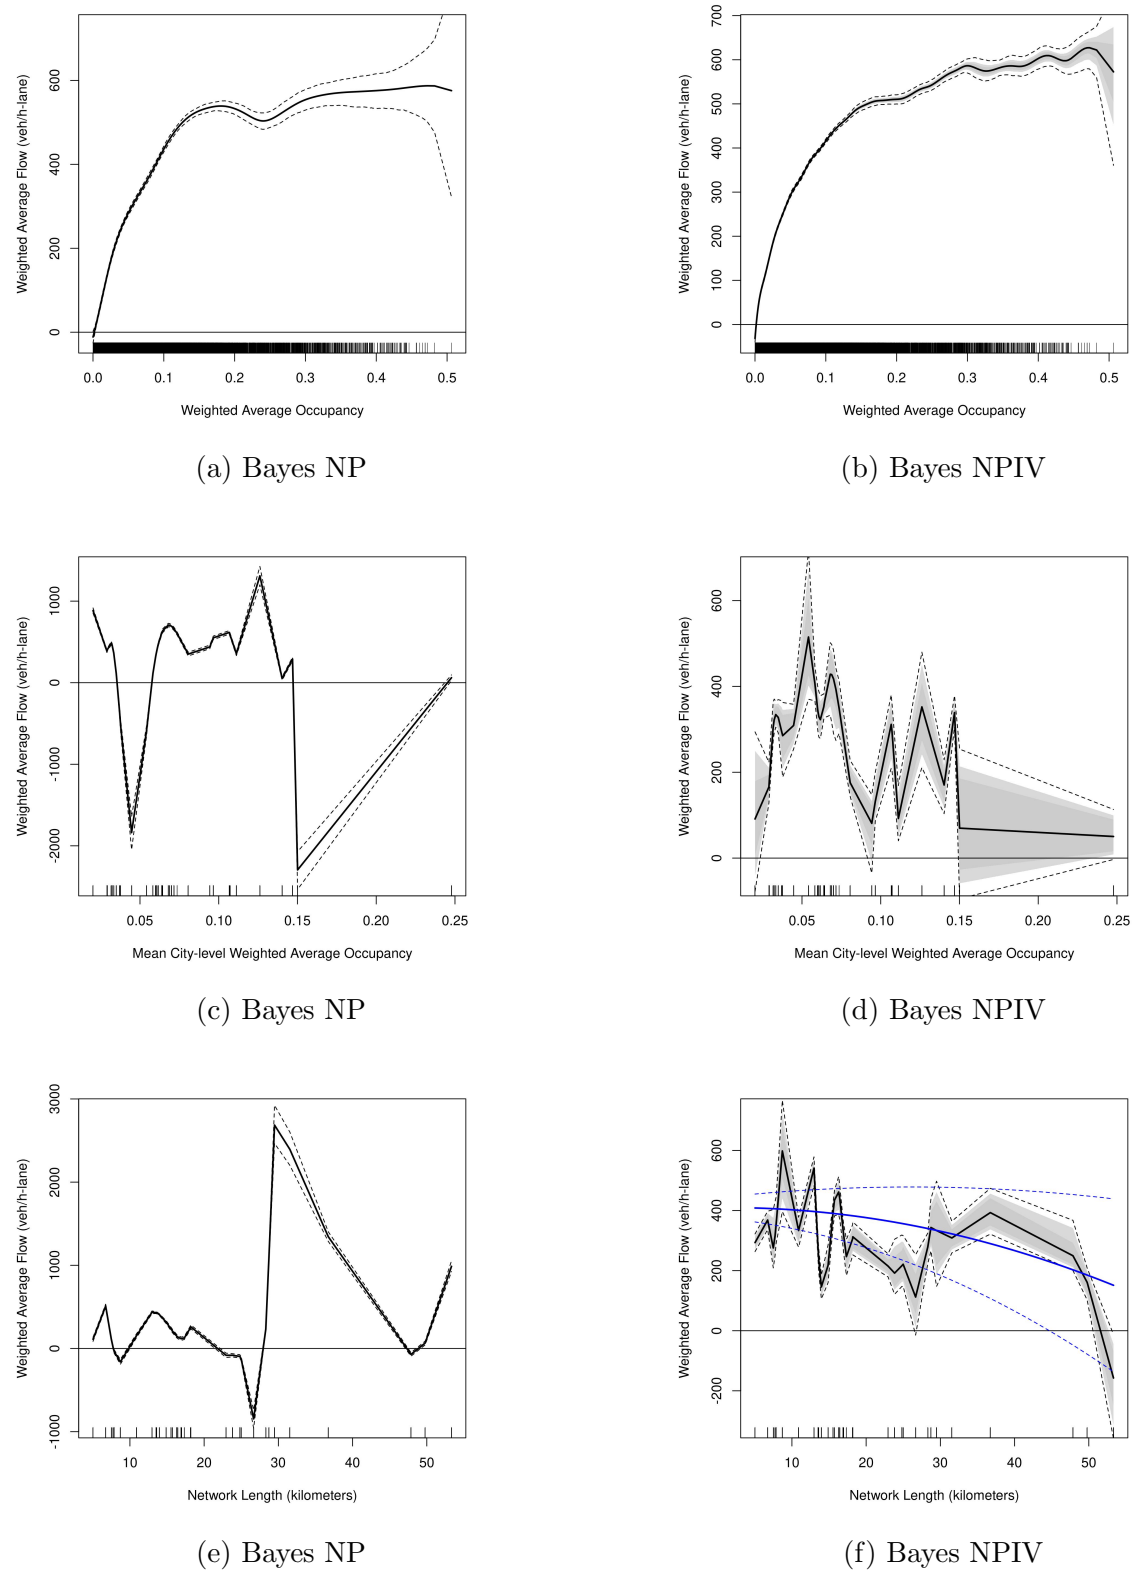 600
400
200
0
Weighted Average Flow (veh/h-lane)
0.0 0.1 0.2 0.3 0.4 0.5
Weighted Average Occupancy
(a) Bayes NP
700
600
500
400
300
200
100
0
Weighted Average Flow (veh/h-lane)
0.0 0.1 0.2 0.3 0.4 0.5
Weighted Average Occupancy
(b) Bayes NPIV
1000
0
-1000
-2000
Weighted Average Flow (veh/h-lane)
0.05 0.10 0.15 0.20 0.25
Mean City-level Weighted Average Occupancy
(c) Bayes NP
600
400
200
0
Weighted Average Flow (veh/h-lane)
0.05 0.10 0.15 0.20 0.25
Mean City-level Weighted Average Occupancy
(d) Bayes NPIV
3000
2000
1000
0
-1000
Weighted Average Flow (veh/h-lane)
10 20 30 40 50
Network Length (kilometers)
(e) Bayes NP
600
400
200
0
-200
Weighted Average Flow (veh/h-lane)
10 20 30 40 50
Network Length (kilometers)
(f) Bayes NPIV